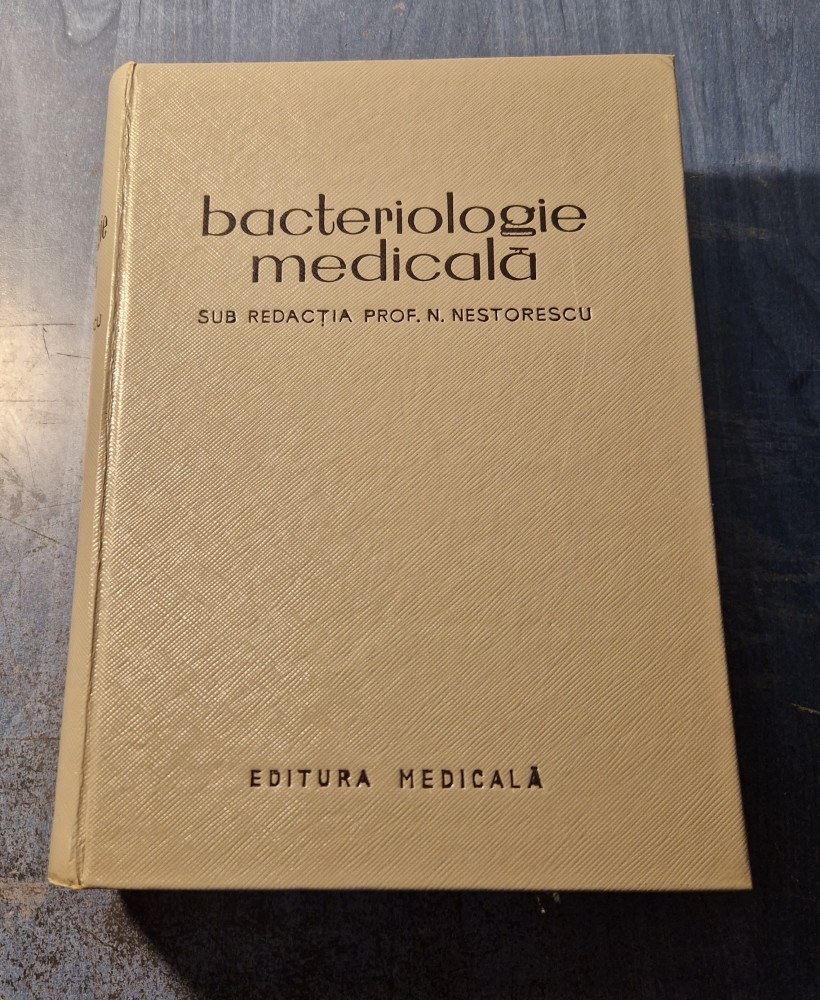 bacteriologie
medicală
SUB REDACȚIA PROF. N. NESTORESCU
EDITURA MEDICALĂ